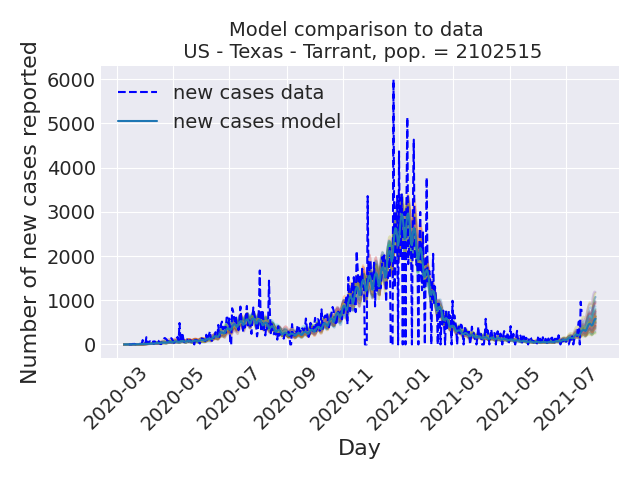 Model comparison to data
US - Texas - Tarrant, pop. = 2102515
Number of new cases reported
6000
5000
4000
3000
2000
1000
0
new cases data
new cases model
2020-03
2020-05
2020-07
2020-09
2020-11
2021-01
2021-03
2021-05
2021-07
Day